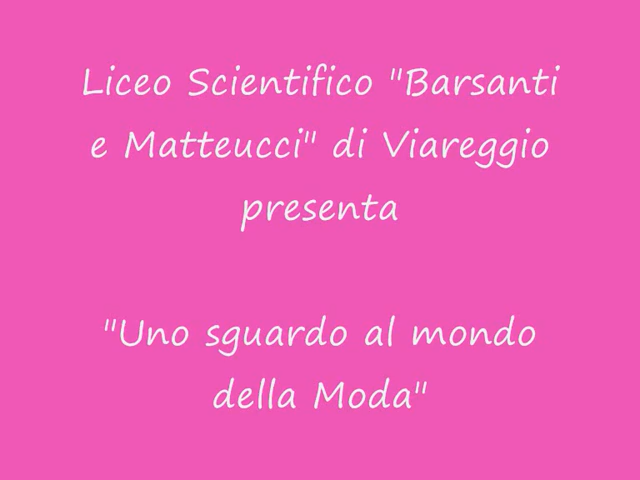 Liceo Scientifico "Barsanti
e Matteucci" di Viareggio
presenta
"Uno sguardo al mondo
della Moda"